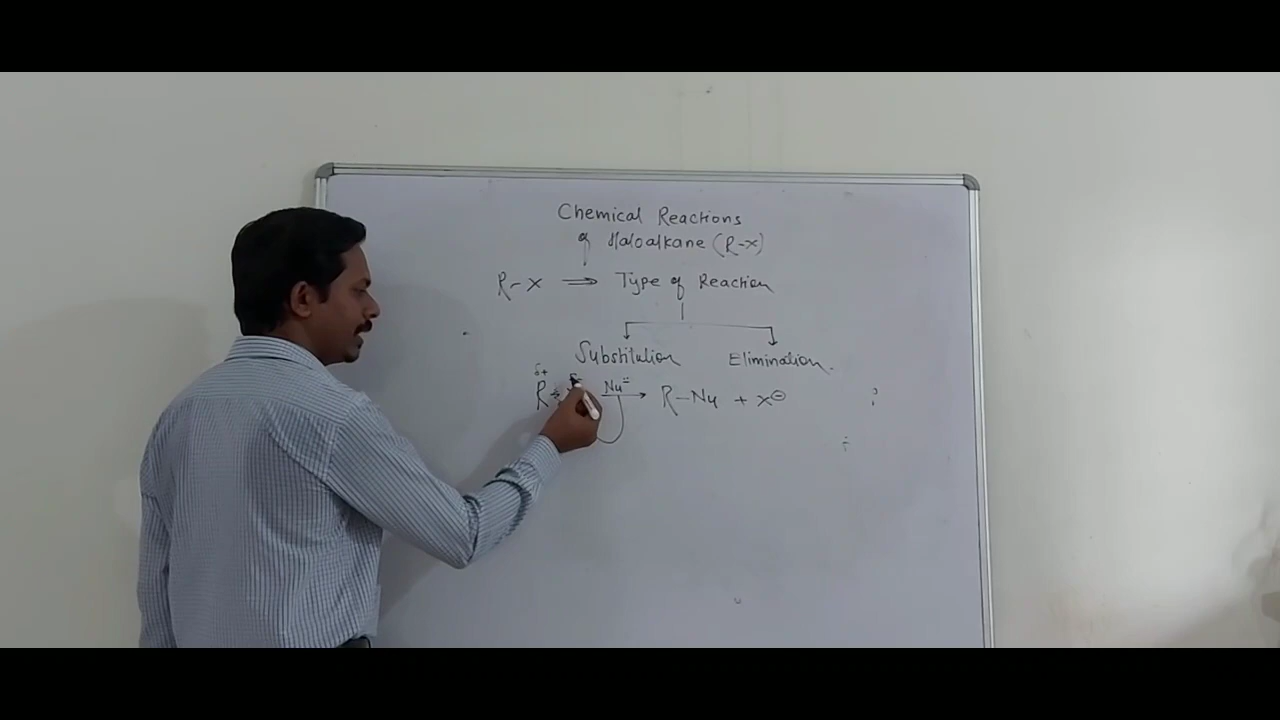 Chemical Reactions
of Haloalkane (R-X)
R-X ⇒ Type of Reaction
Substitution Elimination.
δ+ δ-
R Nu⁻ → R-Nu + X⊖